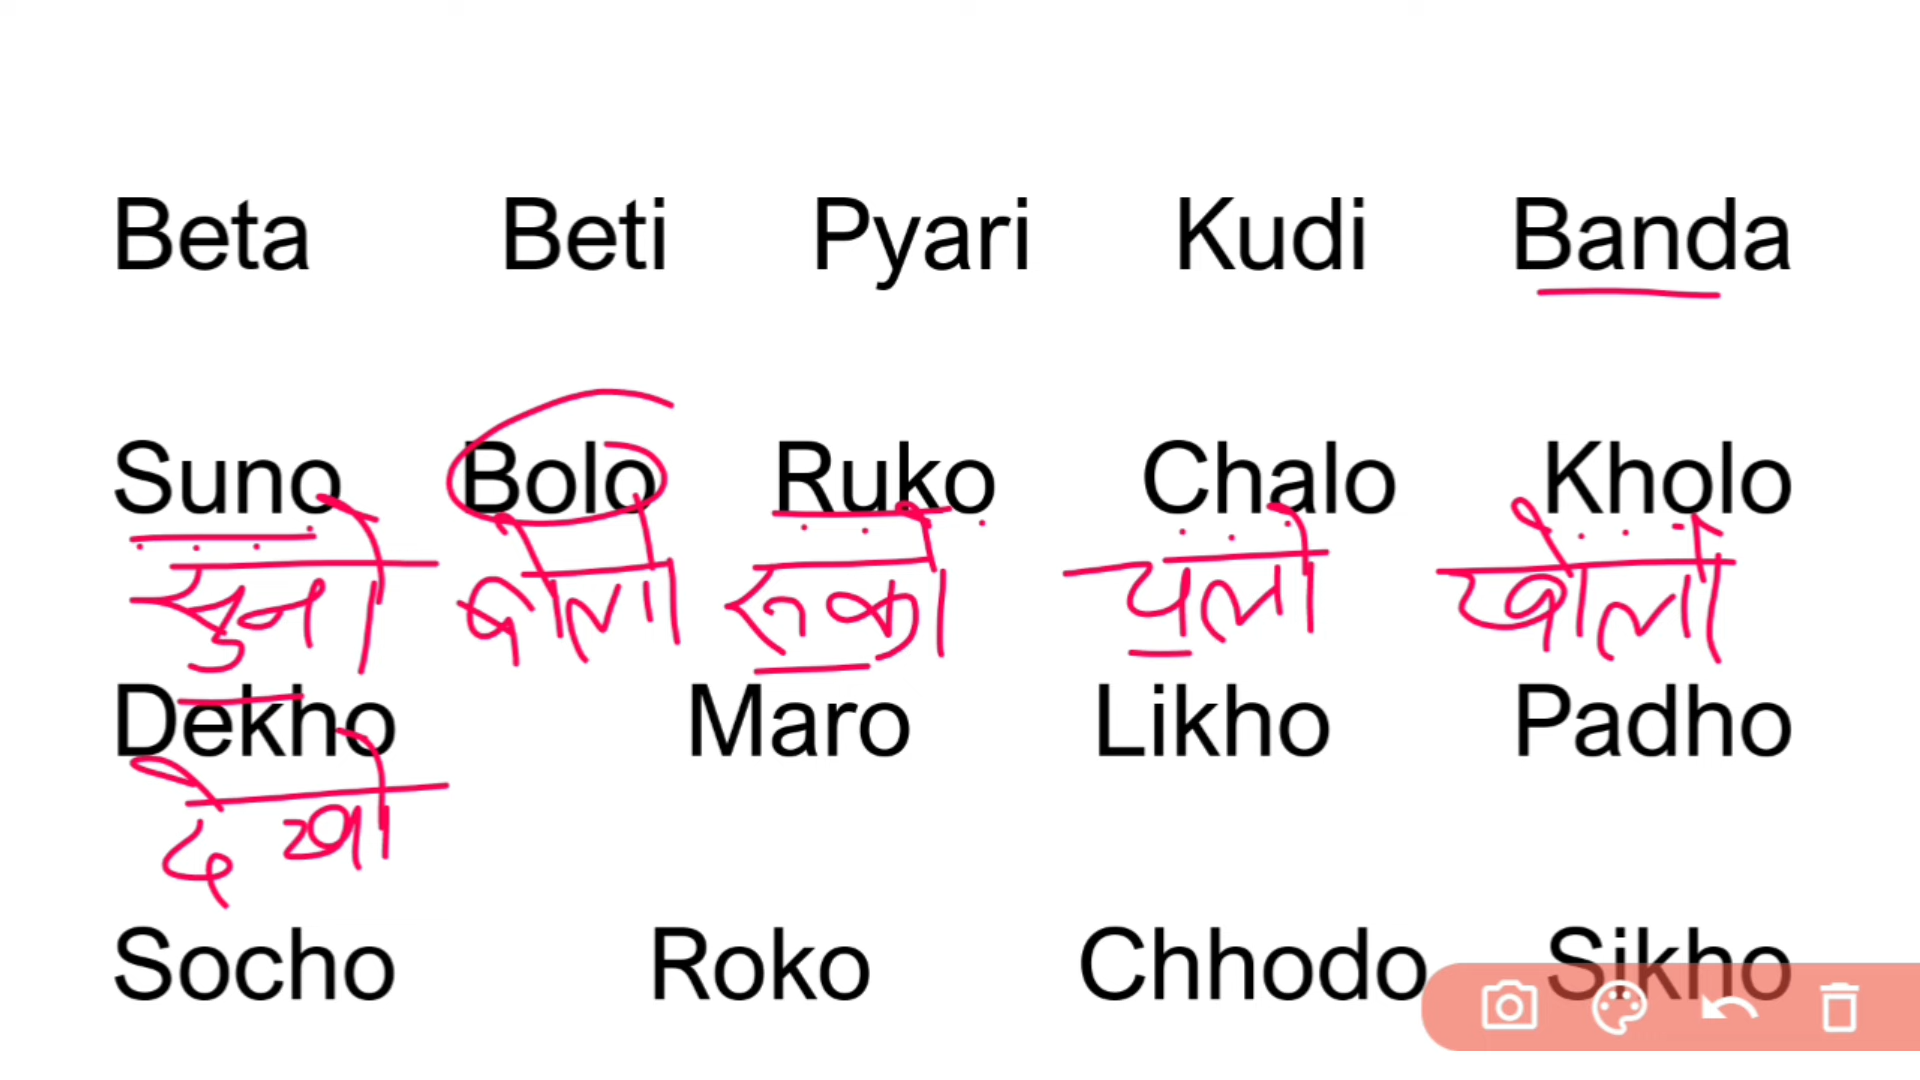 Beta Beti Pyari Kudi Banda
Suno Bolo Ruko Chalo Kholo
सुनो बोलो रूको चलो खोलो
Dekho Maro Likho Padho
देखो
Socho Roko Chhodo Sikho